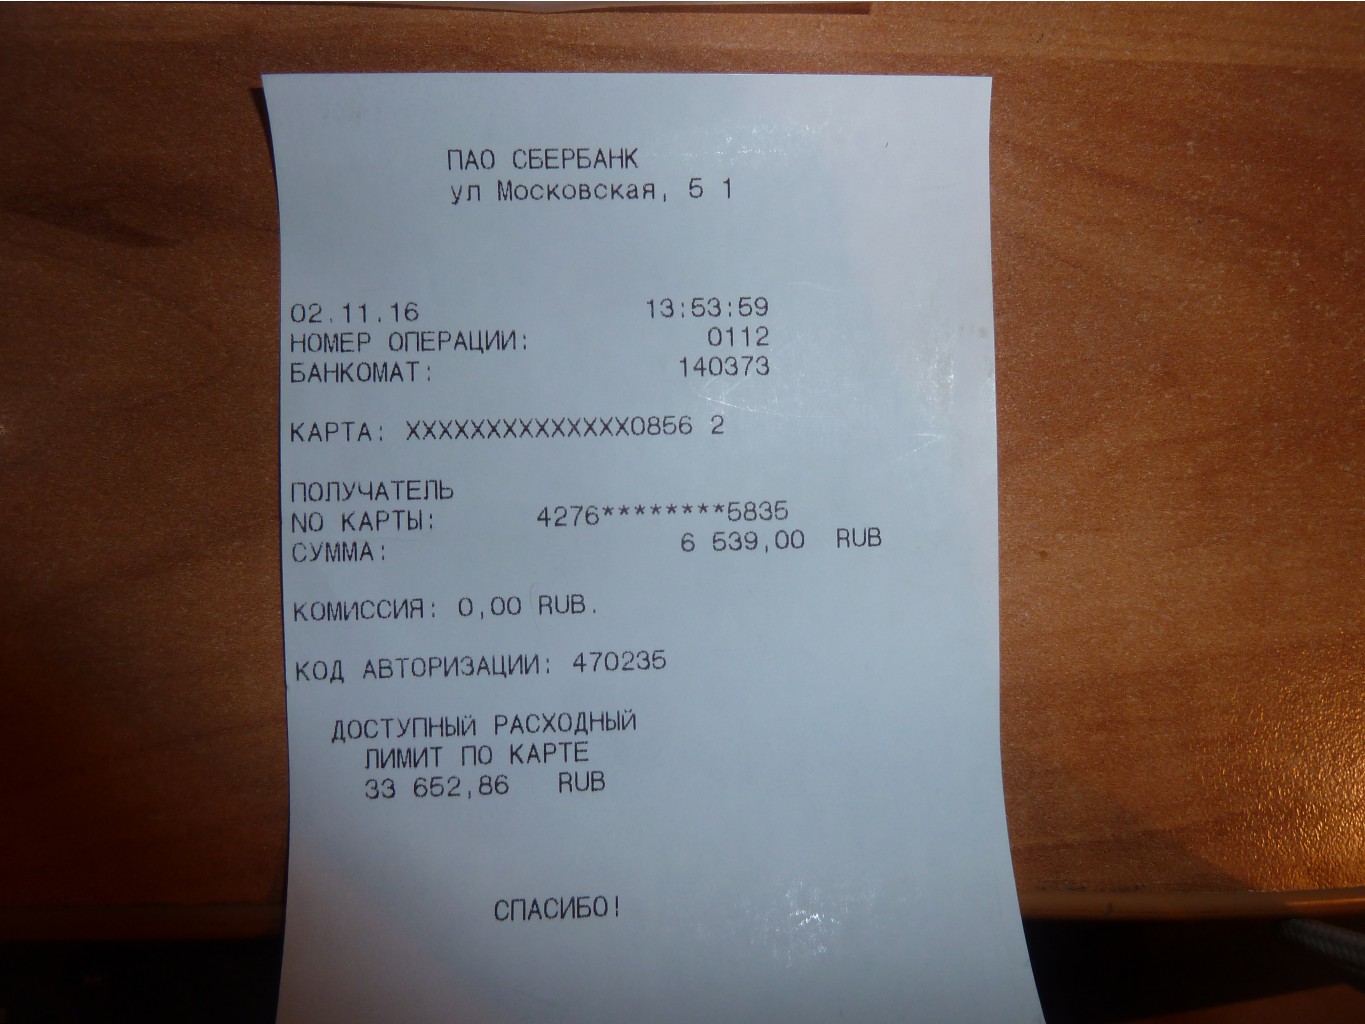 ПАО СБЕРБАНК
ул Московская, 5 1
02.11.16 13:53:59
НОМЕР ОПЕРАЦИИ: 0112
БАНКОМАТ: 140373
КАРТА: XXXXXXXXXXXXXX0856 2
ПОЛУЧАТЕЛЬ
NO КАРТЫ: 4276********5835
СУММА: 6 539,00 RUB
КОМИССИЯ: 0,00 RUB.
КОД АВТОРИЗАЦИИ: 470235
ДОСТУПНЫЙ РАСХОДНЫЙ
ЛИМИТ ПО КАРТЕ
33 652,86 RUB
СПАСИБО!